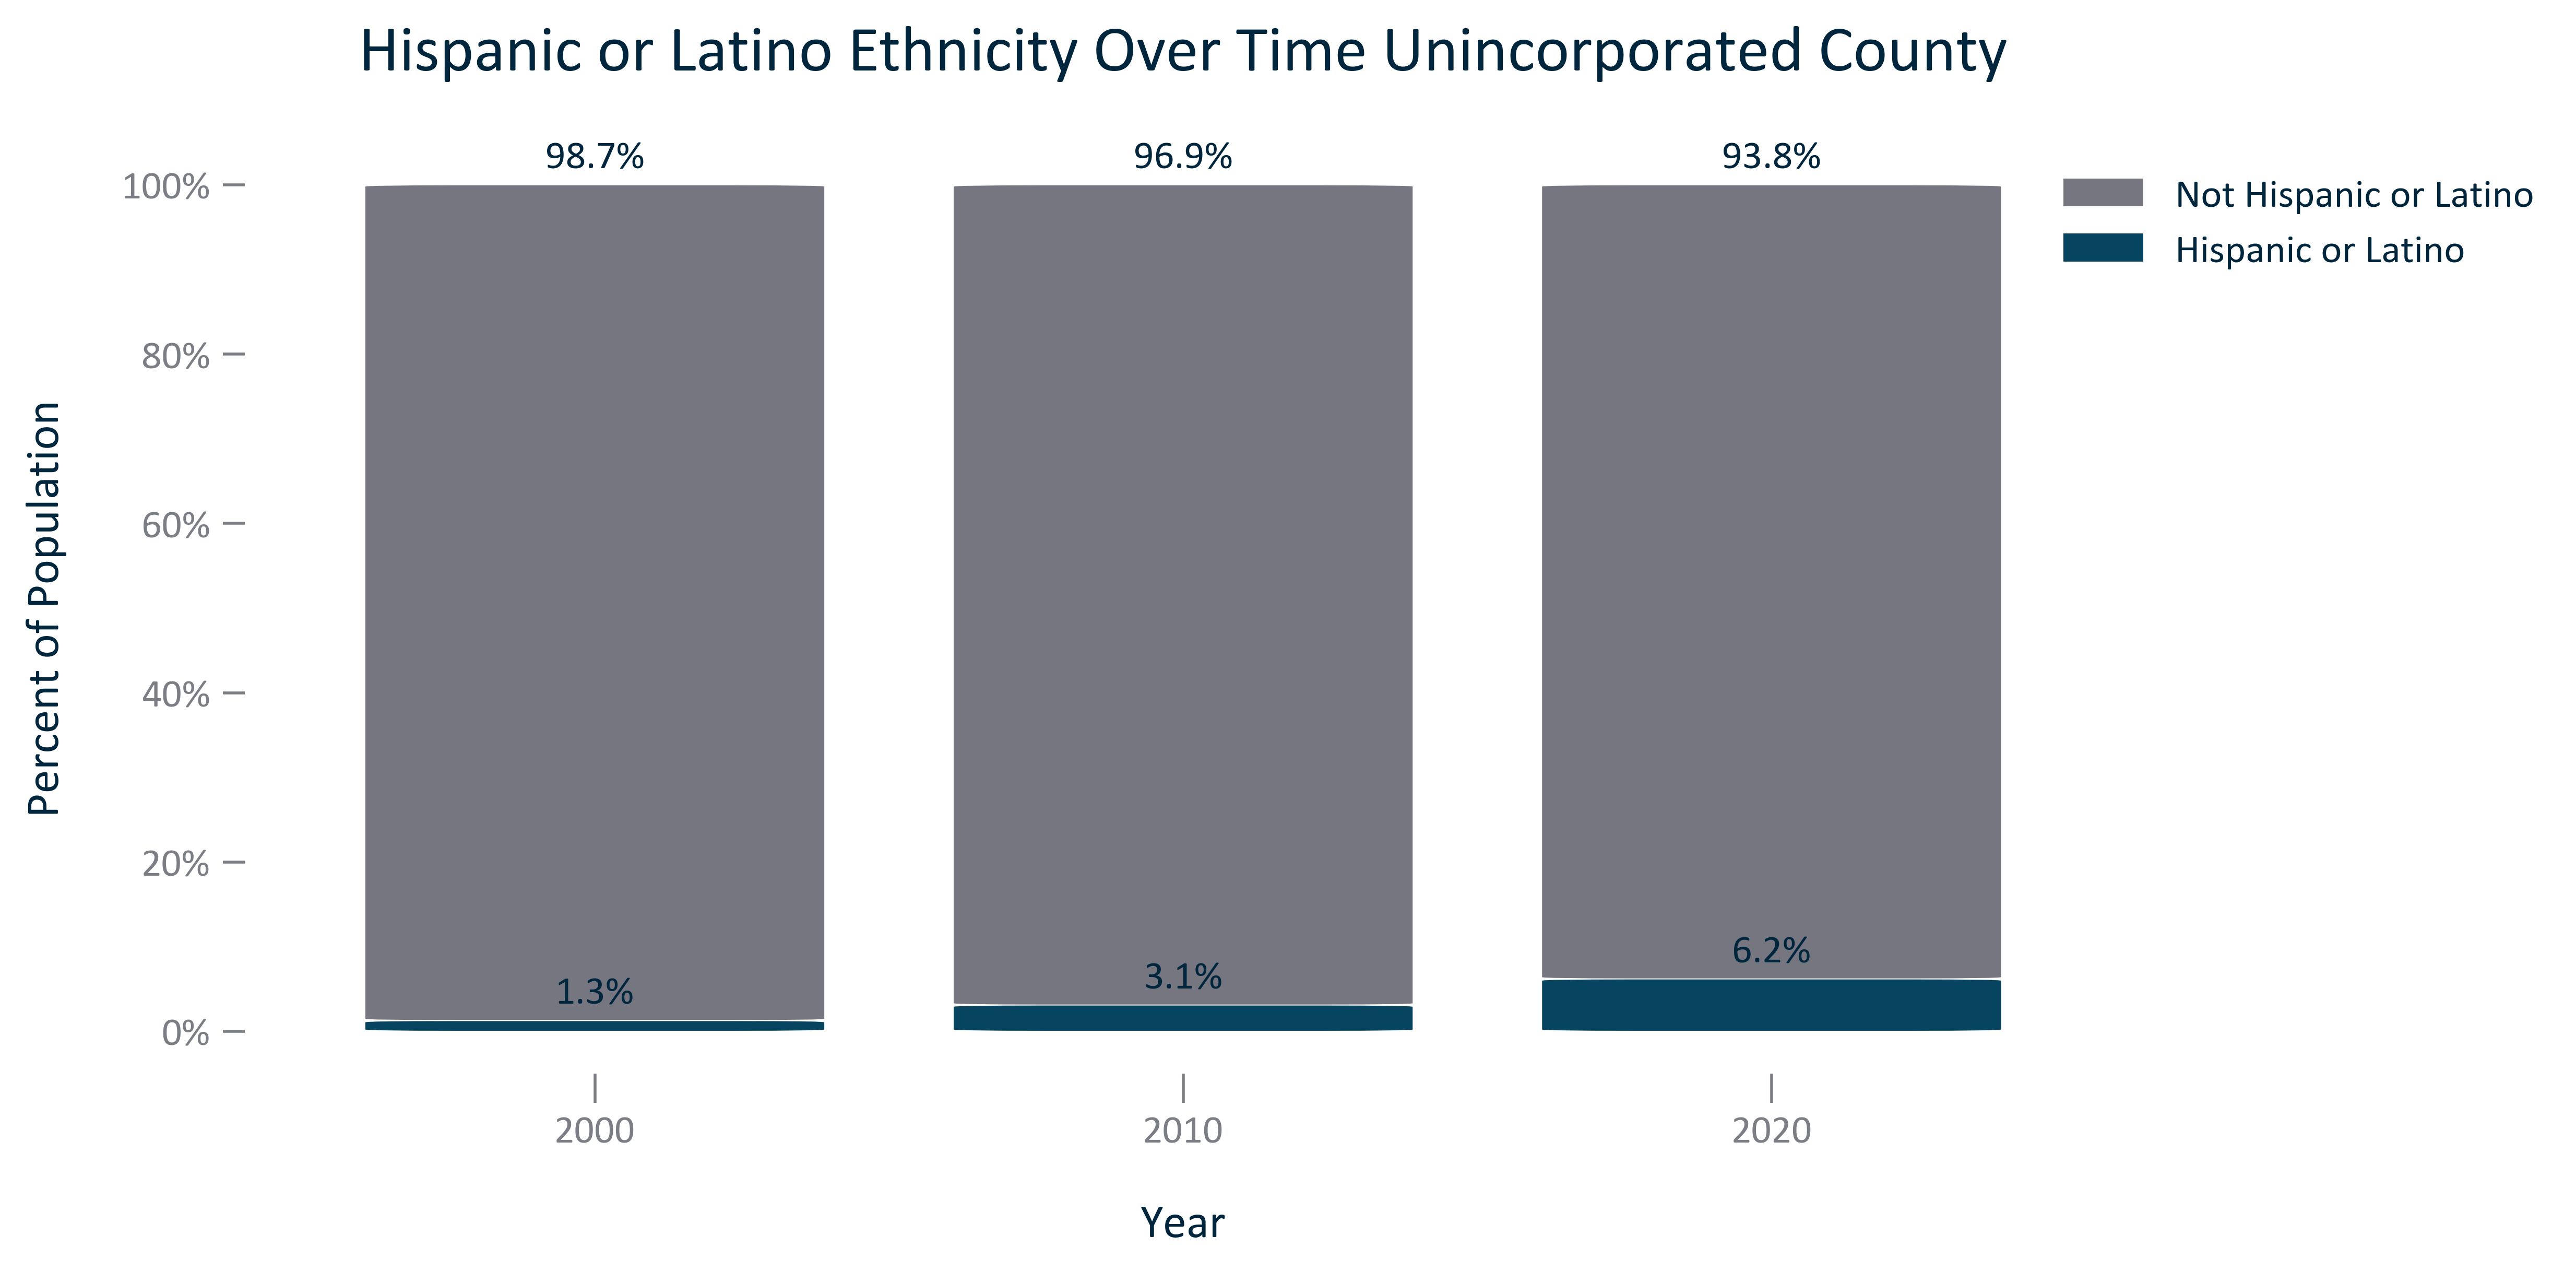 Hispanic or Latino Ethnicity Over Time Unincorporated County
98.7% 96.9% 93.8%
100%
80%
60%
40%
20%
0%
Percent of Population
Not Hispanic or Latino
Hispanic or Latino
1.3% 3.1% 6.2%
2000 2010 2020
Year